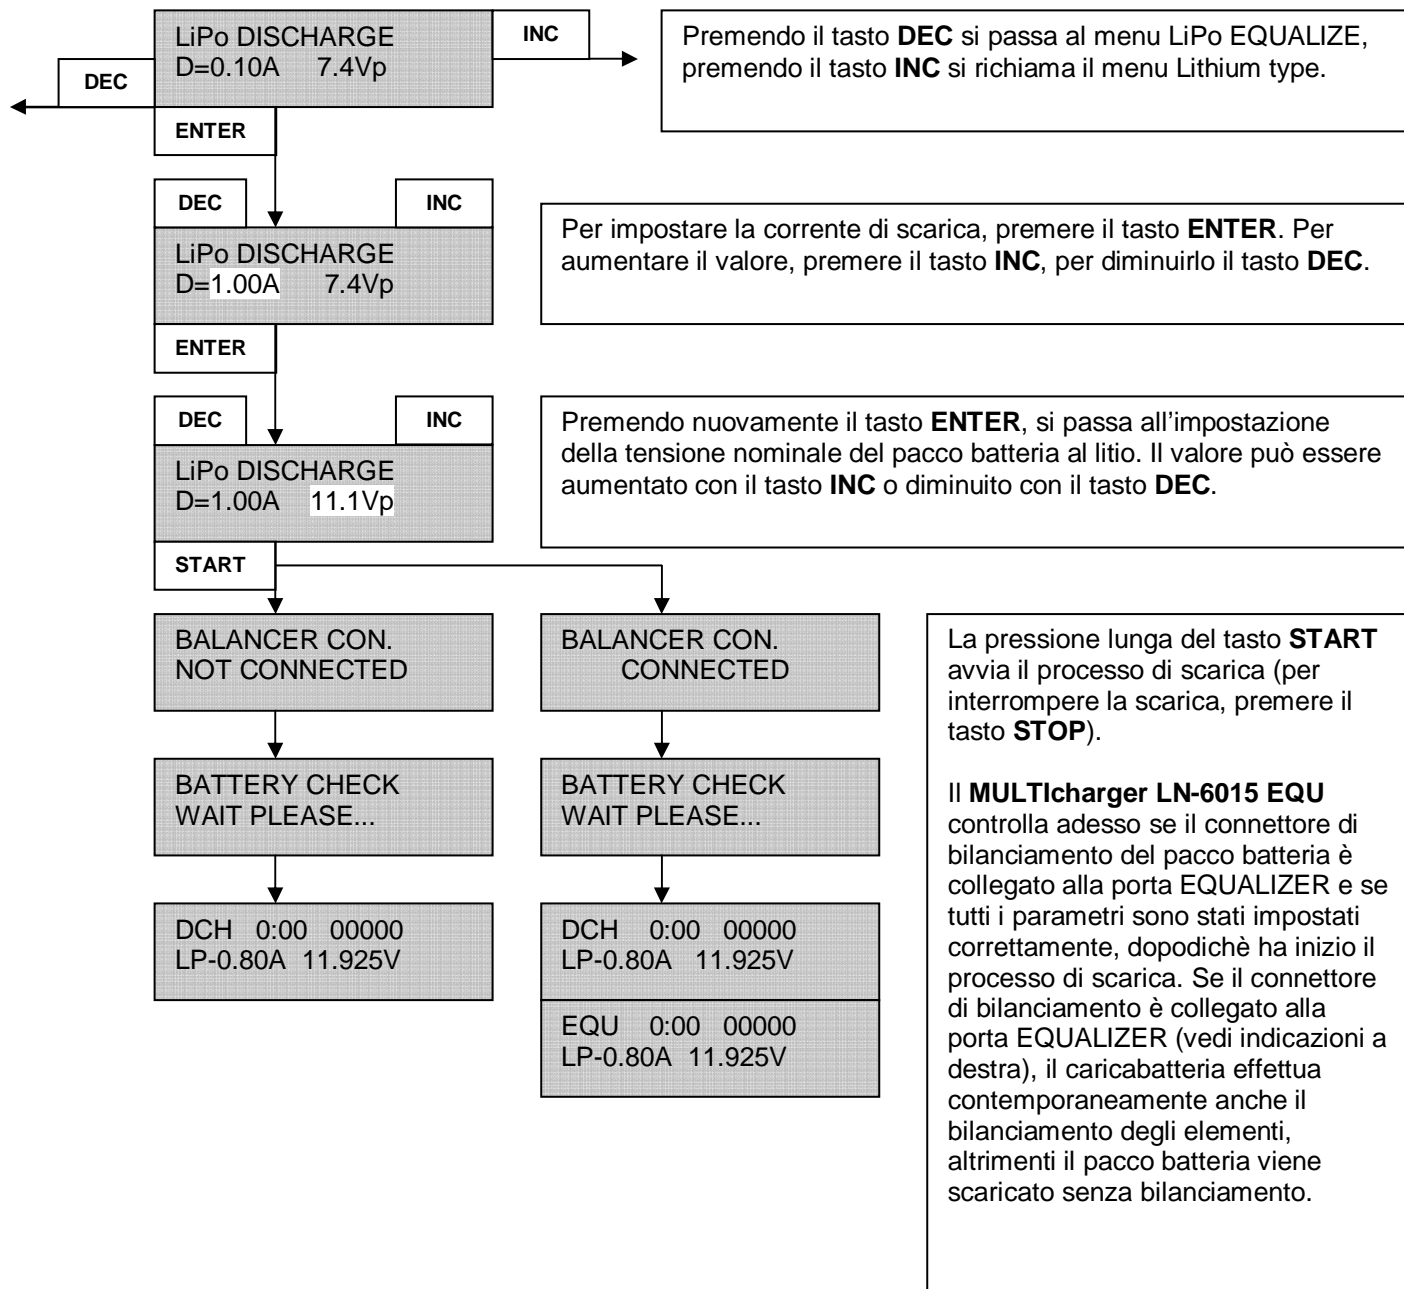 LiPo DISCHARGE
D=0.10A 7.4Vp
INC
DEC
ENTER
Premendo il tasto DEC si passa al menu LiPo EQUALIZE,
premendo il tasto INC si richiama il menu Lithium type.
DEC
INC
LiPo DISCHARGE
D=1.00A 7.4Vp
ENTER
Per impostare la corrente di scarica, premere il tasto ENTER. Per
aumentare il valore, premere il tasto INC, per diminuirlo il tasto DEC.
DEC
INC
LiPo DISCHARGE
D=1.00A 11.1Vp
START
Premendo nuovamente il tasto ENTER, si passa all'impostazione
della tensione nominale del pacco batteria al litio. Il valore può essere
aumentato con il tasto INC o diminuito con il tasto DEC.
BALANCER CON.
NOT CONNECTED
BATTERY CHECK
WAIT PLEASE...
DCH 0:00 00000
LP-0.80A 11.925V
BALANCER CON.
CONNECTED
BATTERY CHECK
WAIT PLEASE...
DCH 0:00 00000
LP-0.80A 11.925V
EQU 0:00 00000
LP-0.80A 11.925V
La pressione lunga del tasto START
avvia il processo di scarica (per
interrompere la scarica, premere il
tasto STOP).
Il MULTIcharger LN-6015 EQU
controlla adesso se il connettore di
bilanciamento del pacco batteria è
collegato alla porta EQUALIZER e se
tutti i parametri sono stati impostati
correttamente, dopodichè ha inizio il
processo di scarica. Se il connettore
di bilanciamento è collegato alla
porta EQUALIZER (vedi indicazioni a
destra), il caricabatteria effettua
contemporaneamente anche il
bilanciamento degli elementi,
altrimenti il pacco batteria viene
scaricato senza bilanciamento.